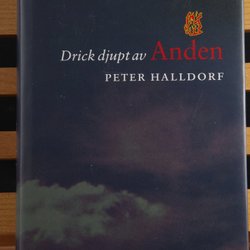 Drick djupt av Anden
PETER HALLDORF